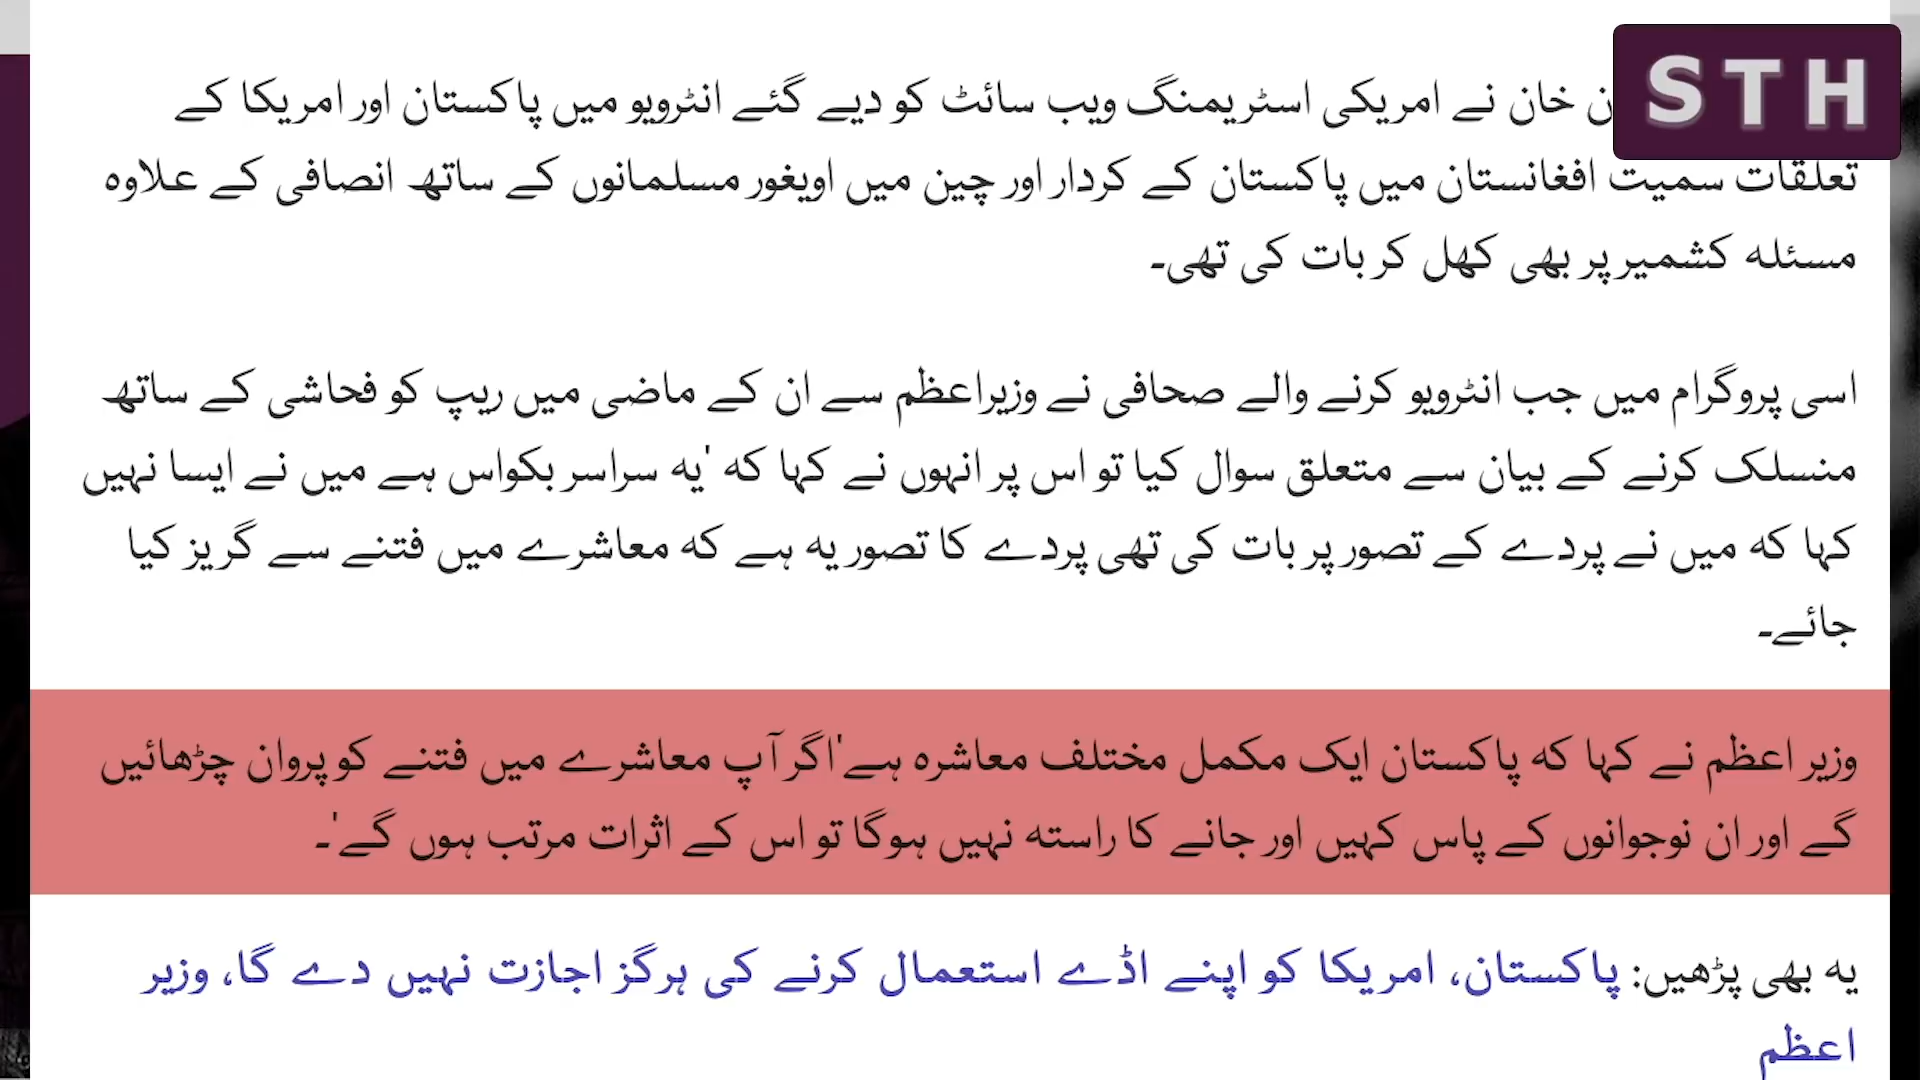 STH
خان نے امریکی اسٹریمنگ ویب سائٹ کو دیے گئے انٹرویو میں پاکستان اور امریکا کے
تعلقات سمیت افغانستان میں پاکستان کے کردار اور چین میں اویغور مسلمانوں کے ساتھ انصافی کے علاوہ
مسئلہ کشمیر پر بھی کھل کر بات کی تھی۔
اسی پروگرام میں جب انٹرویو کرنے والے صحافی نے وزیراعظم سے ان کے ماضی میں ریپ کو فحاشی کے ساتھ
منسلک کرنے کے بیان سے متعلق سوال کیا تو اس پر انہوں نے کہا کہ 'یہ سراسر بکواس ہے میں نے ایسا نہیں
کہا کہ میں نے پردے کے تصور پر بات کی تھی پردے کا تصور یہ ہے کہ معاشرے میں فتنے سے گریز کیا
جائے۔
وزیر اعظم نے کہا کہ پاکستان ایک مکمل مختلف معاشرہ ہے'اگر آپ معاشرے میں فتنے کو پروان چڑھائیں
گے اور ان نوجوانوں کے پاس کہیں اور جانے کا راستہ نہیں ہوگا تو اس کے اثرات مرتب ہوں گے'۔
یہ بھی پڑھیں: پاکستان، امریکا کو اپنے اڈے استعمال کرنے کی ہرگز اجازت نہیں دے گا، وزیر
اعظم